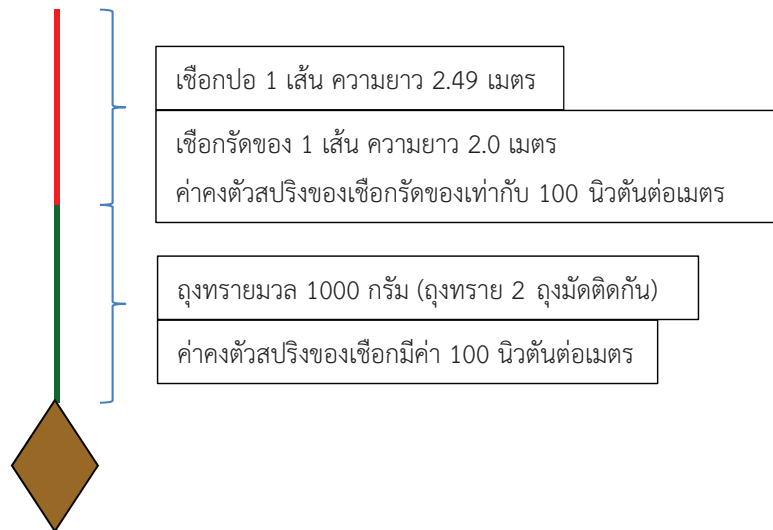 เชือกปอ 1 เส้น ความยาว 2.49 เมตร
เชือกรัดของ 1 เส้น ความยาว 2.0 เมตร
ค่าคงตัวสปริงของเชือกรัดของเท่ากับ 100 นิวตันต่อเมตร
ถุงทรายมวล 1000 กรัม (ถุงทราย 2 ถุงมัดติดกัน)
ค่าคงตัวสปริงของเชือกมีค่า 100 นิวตันต่อเมตร